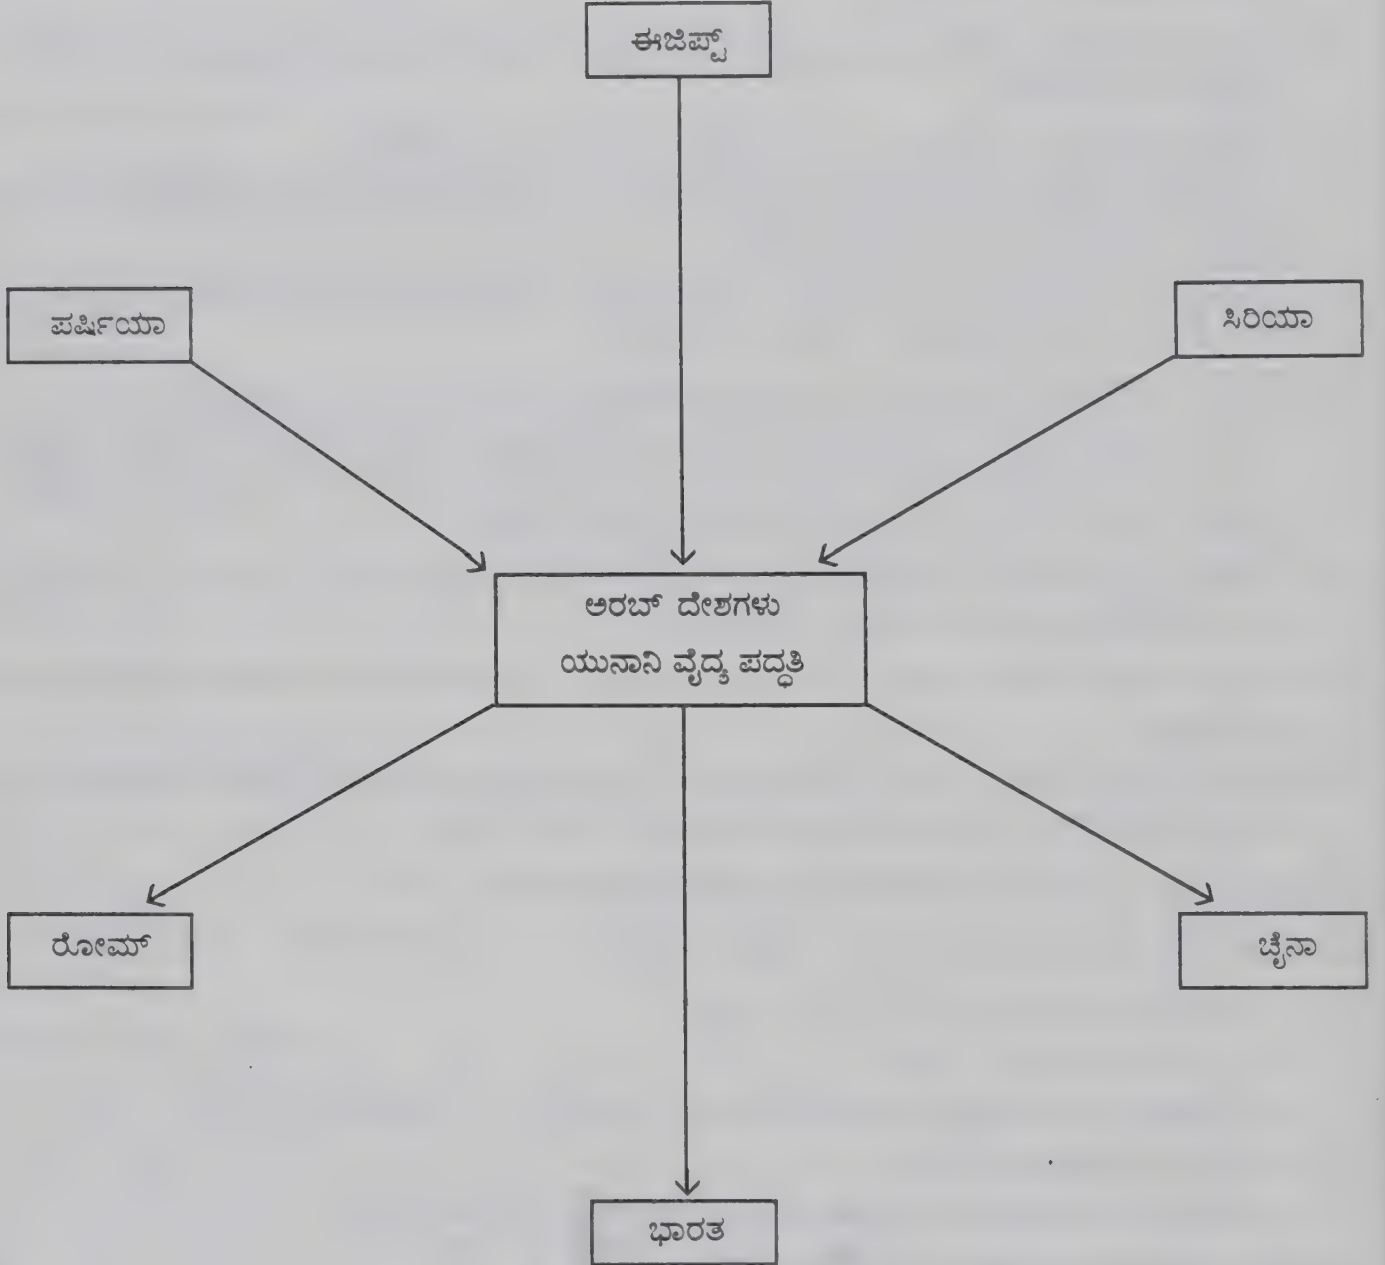 ಈಜಿಪ್ಟ್
ಪರ್ಷಿಯಾ
ಸಿರಿಯಾ
ಅರಬ್ ದೇಶಗಳು
ಯುನಾನಿ ವೈದ್ಯ ಪದ್ಧತಿ
ರೋಮ್
ಚೈನಾ
ಭಾರತ